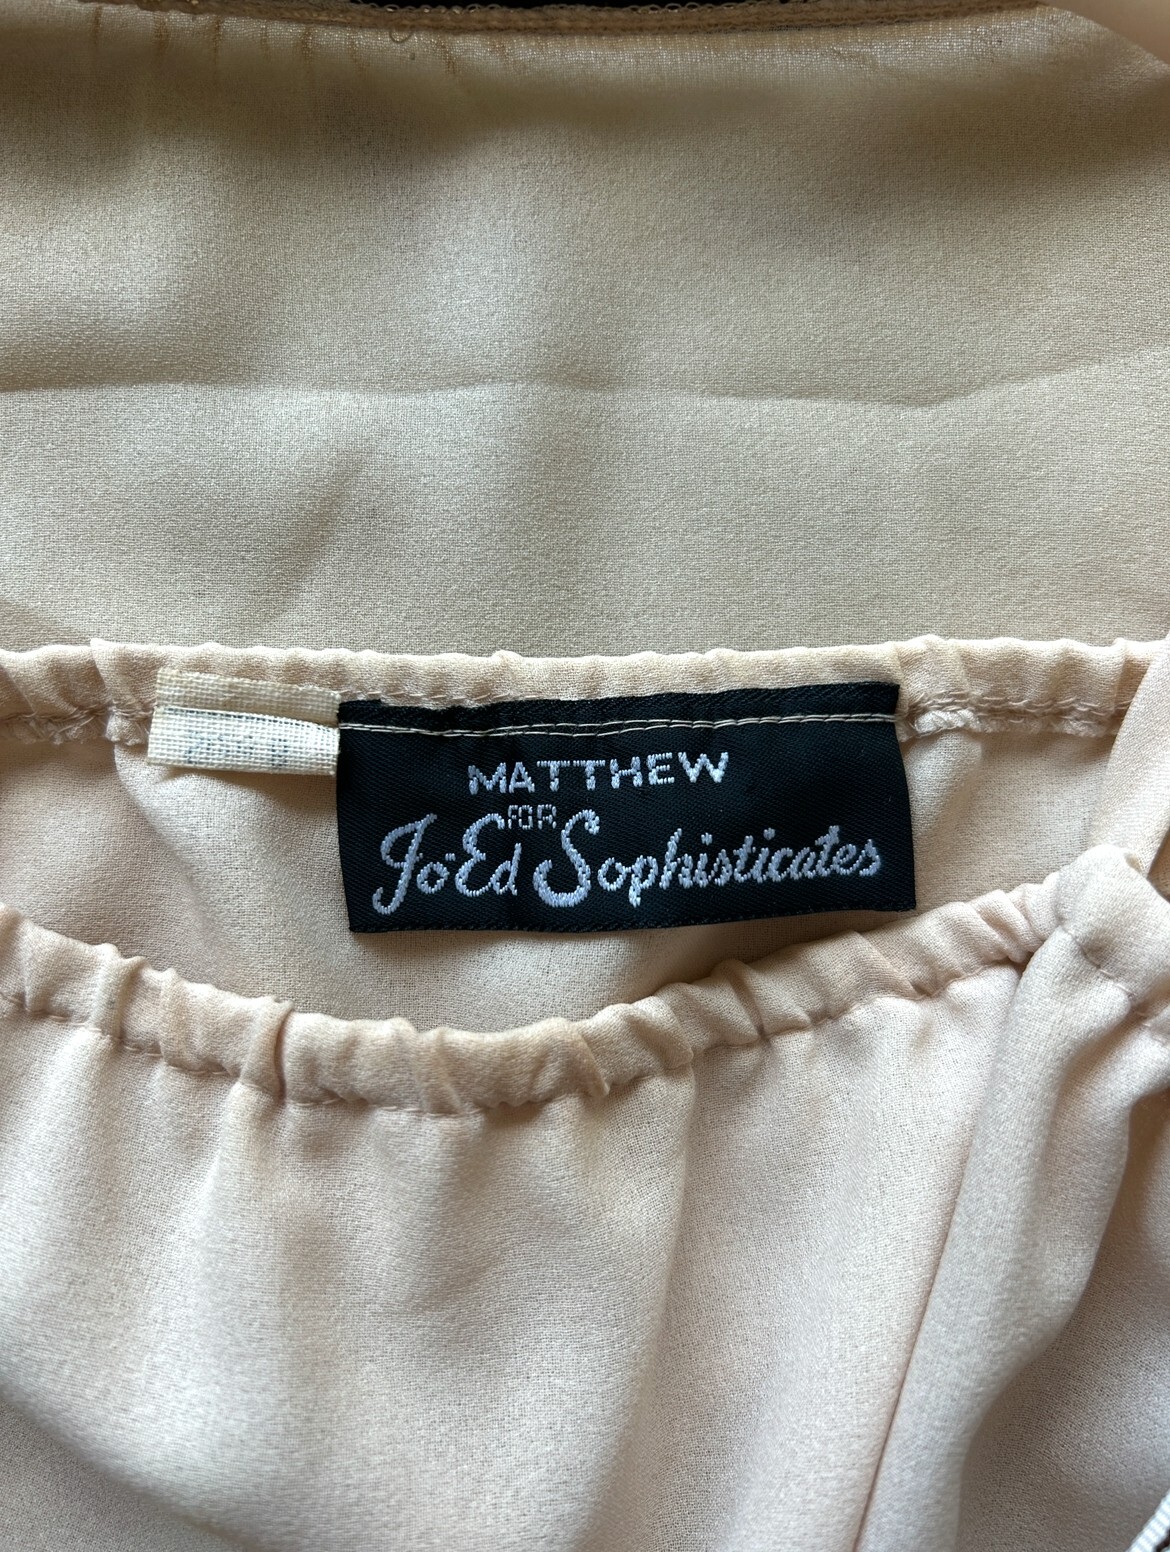 MATTHEW
FOR
Jo-Ed Sophisticates